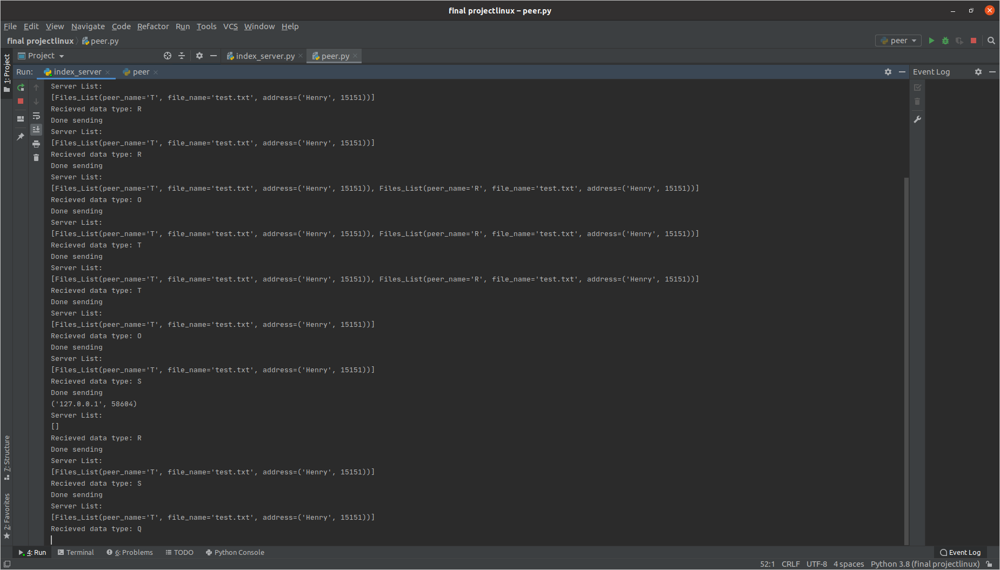 final projectlinux – peer.py
File Edit View Navigate Code Refactor Run Tools VCS Window Help
final projectlinux peer.py peer
1: Project
Project index_server.py peer.py
Run: index_server peer Event Log
Server List:
[Files_List(peer_name='T', file_name='test.txt', address=('Henry', 15151))]
Recieved data type: R
Done sending
Server List:
[Files_List(peer_name='T', file_name='test.txt', address=('Henry', 15151))]
Recieved data type: R
Done sending
Server List:
[Files_List(peer_name='T', file_name='test.txt', address=('Henry', 15151)), Files_List(peer_name='R', file_name='test.txt', address=('Henry', 15151))]
Recieved data type: O
Done sending
Server List:
[Files_List(peer_name='T', file_name='test.txt', address=('Henry', 15151)), Files_List(peer_name='R', file_name='test.txt', address=('Henry', 15151))]
Recieved data type: T
Done sending
Server List:
[Files_List(peer_name='T', file_name='test.txt', address=('Henry', 15151)), Files_List(peer_name='R', file_name='test.txt', address=('Henry', 15151))]
Recieved data type: T
Done sending
Server List:
[Files_List(peer_name='T', file_name='test.txt', address=('Henry', 15151))]
Recieved data type: O
Done sending
Server List:
[Files_List(peer_name='T', file_name='test.txt', address=('Henry', 15151))]
Recieved data type: S
Done sending
('127.0.0.1', 58604)
Server List:
[]
Recieved data type: R
Done sending
Server List:
[Files_List(peer_name='T', file_name='test.txt', address=('Henry', 15151))]
Recieved data type: S
Done sending
Server List:
[Files_List(peer_name='T', file_name='test.txt', address=('Henry', 15151))]
Recieved data type: Q
7: Structure
2: Favorites
4: Run Terminal 6: Problems TODO Python Console Event Log
52:1 CRLF UTF-8 4 spaces Python 3.8 (final projectlinux)